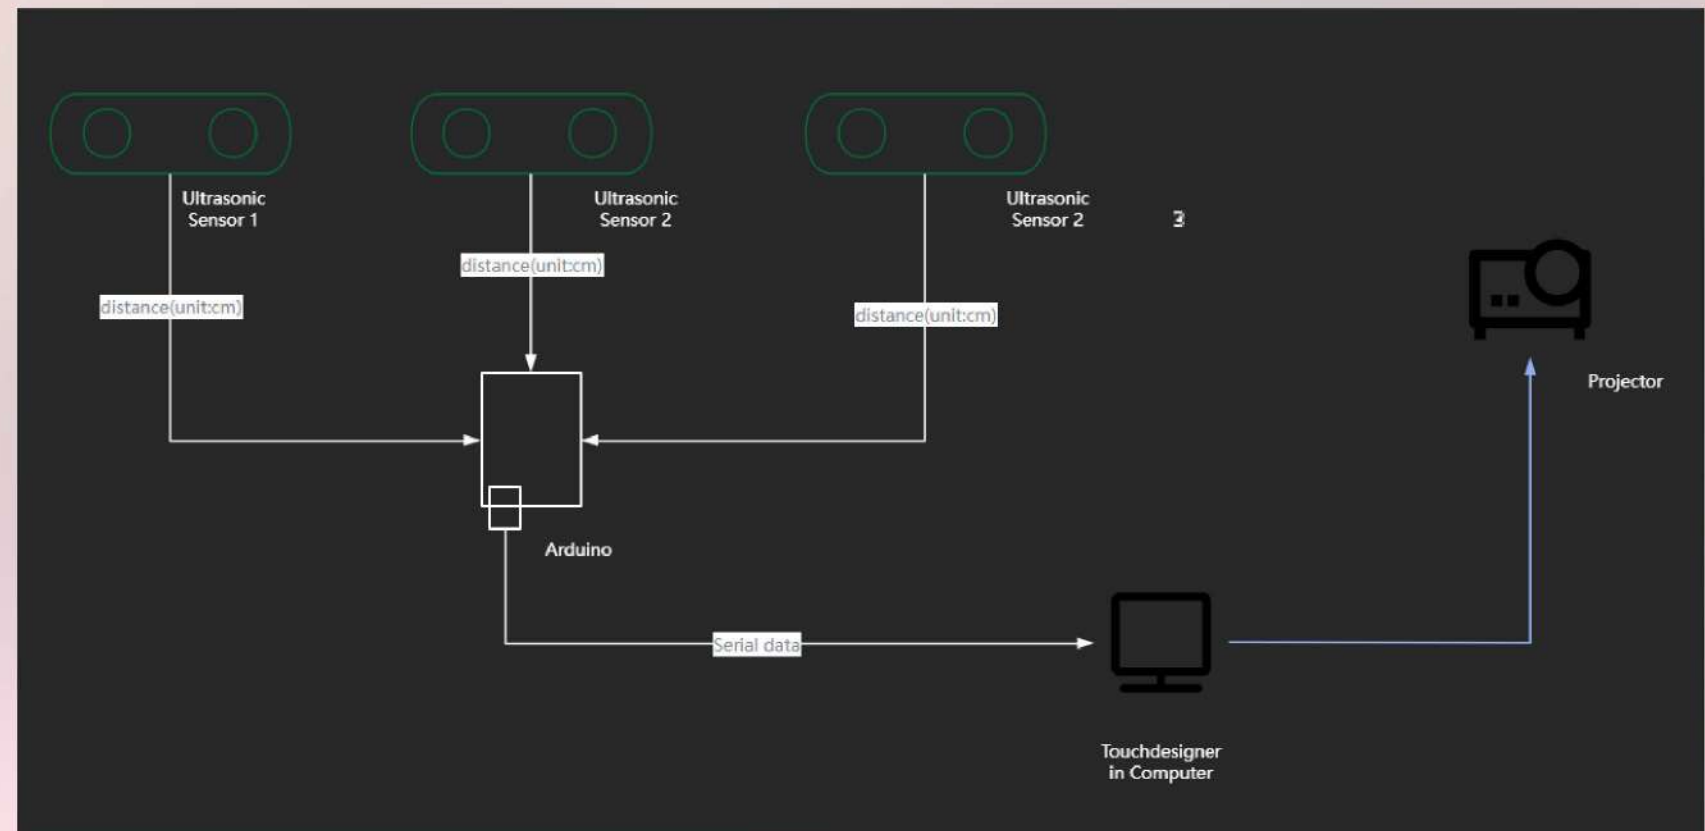 Ultrasonic
Sensor 1
Ultrasonic
Sensor 2
Ultrasonic
Sensor 2
3
distance(unit:cm)
distance(unit:cm)
distance(unit:cm)
Projector
Arduino
Serial data
Touchdesigner
in Computer